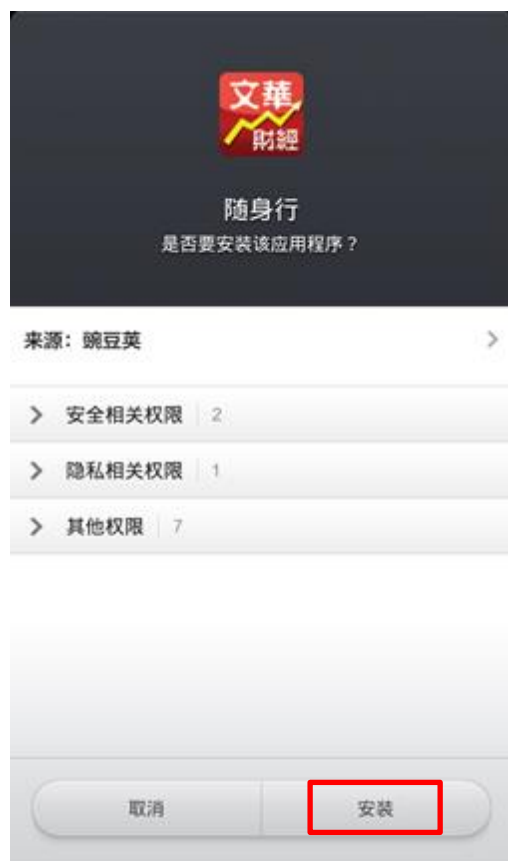 文華
財經
随身行
是否要安装该应用程序？
来源：豌豆荚
安全相关权限 2
隐私相关权限 1
其他权限 7
取消 安装